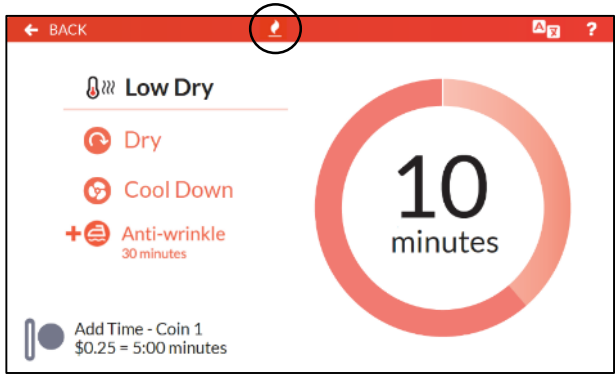 BACK
A 文 ?
Low Dry
Dry
Cool Down
Anti-wrinkle
30 minutes
10
minutes
Add Time - Coin 1
$0.25 = 5:00 minutes